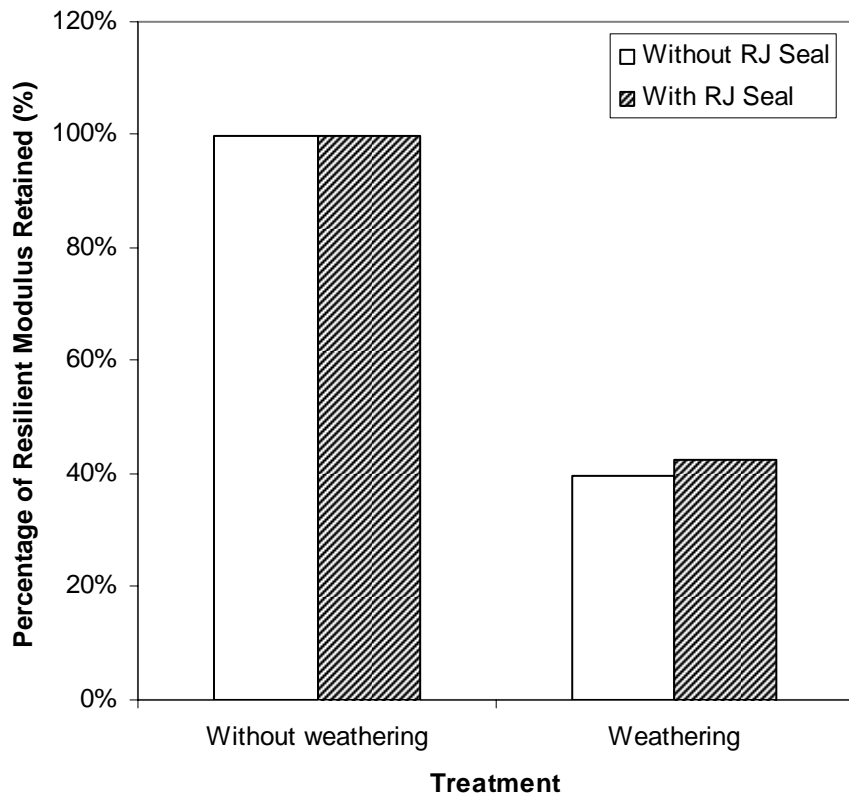 120%
100%
80%
60%
40%
20%
0%
Percentage of Resilient Modulus Retained (%)
Without RJ Seal
With RJ Seal
Without weathering
Weathering
Treatment